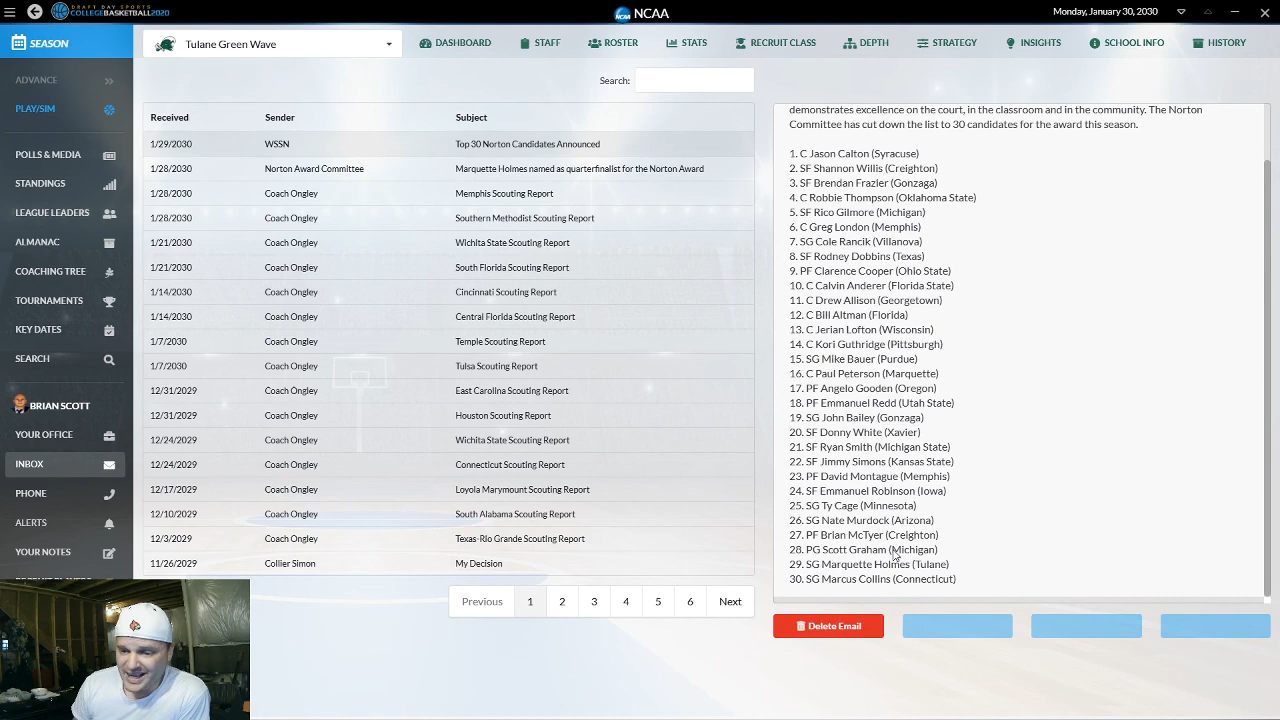 DRAFT DAY SPORTS
COLLEGE BASKETBALL 2020
NCAA
Monday, January 30, 2030
SEASON
Tulane Green Wave
DASHBOARD
STAFF
ROSTER
STATS
RECRUIT CLASS
DEPTH
STRATEGY
INSIGHTS
SCHOOL INFO
HISTORY
ADVANCE
PLAY/SIM
POLLS & MEDIA
STANDINGS
LEAGUE LEADERS
ALMANAC
COACHING TREE
TOURNAMENTS
KEY DATES
SEARCH
BRIAN SCOTT
YOUR OFFICE
INBOX
PHONE
ALERTS
YOUR NOTES
Search:
Received Sender Subject
1/29/2030 WSSN Top 30 Norton Candidates Announced
1/28/2030 Norton Award Committee Marquette Holmes named as quarterfinalist for the Norton Award
1/28/2030 Coach Ongley Memphis Scouting Report
1/28/2030 Coach Ongley Southern Methodist Scouting Report
1/21/2030 Coach Ongley Wichita State Scouting Report
1/21/2030 Coach Ongley South Florida Scouting Report
1/14/2030 Coach Ongley Cincinnati Scouting Report
1/14/2030 Coach Ongley Central Florida Scouting Report
1/7/2030 Coach Ongley Temple Scouting Report
1/7/2030 Coach Ongley Tulsa Scouting Report
12/31/2029 Coach Ongley East Carolina Scouting Report
12/31/2029 Coach Ongley Houston Scouting Report
12/24/2029 Coach Ongley Wichita State Scouting Report
12/24/2029 Coach Ongley Connecticut Scouting Report
12/17/2029 Coach Ongley Loyola Marymount Scouting Report
12/10/2029 Coach Ongley South Alabama Scouting Report
12/3/2029 Coach Ongley Texas-Rio Grande Scouting Report
11/26/2029 Collier Simon My Decision
Previous 1 2 3 4 5 6 Next
demonstrates excellence on the court, in the classroom and in the community. The Norton
Committee has cut down the list to 30 candidates for the award this season.
1. C Jason Calton (Syracuse)
2. SF Shannon Willis (Creighton)
3. SF Brendan Frazier (Gonzaga)
4. C Robbie Thompson (Oklahoma State)
5. SF Rico Gilmore (Michigan)
6. C Greg London (Memphis)
7. SG Cole Rancik (Villanova)
8. SF Rodney Dobbins (Texas)
9. PF Clarence Cooper (Ohio State)
10. C Calvin Anderer (Florida State)
11. C Drew Allison (Georgetown)
12. C Bill Altman (Florida)
13. C Jerian Lofton (Wisconsin)
14. C Kori Guthridge (Pittsburgh)
15. SG Mike Bauer (Purdue)
16. C Paul Peterson (Marquette)
17. PF Angelo Gooden (Oregon)
18. PF Emmanuel Redd (Utah State)
19. SG John Bailey (Gonzaga)
20. SF Donny White (Xavier)
21. SF Ryan Smith (Michigan State)
22. SF Jimmy Simons (Kansas State)
23. PF David Montague (Memphis)
24. SF Emmanuel Robinson (Iowa)
25. SG Ty Cage (Minnesota)
26. SG Nate Murdock (Arizona)
27. PF Brian McTyer (Creighton)
28. PG Scott Graham (Michigan)
29. SG Marquette Holmes (Tulane)
30. SG Marcus Collins (Connecticut)
Delete Email